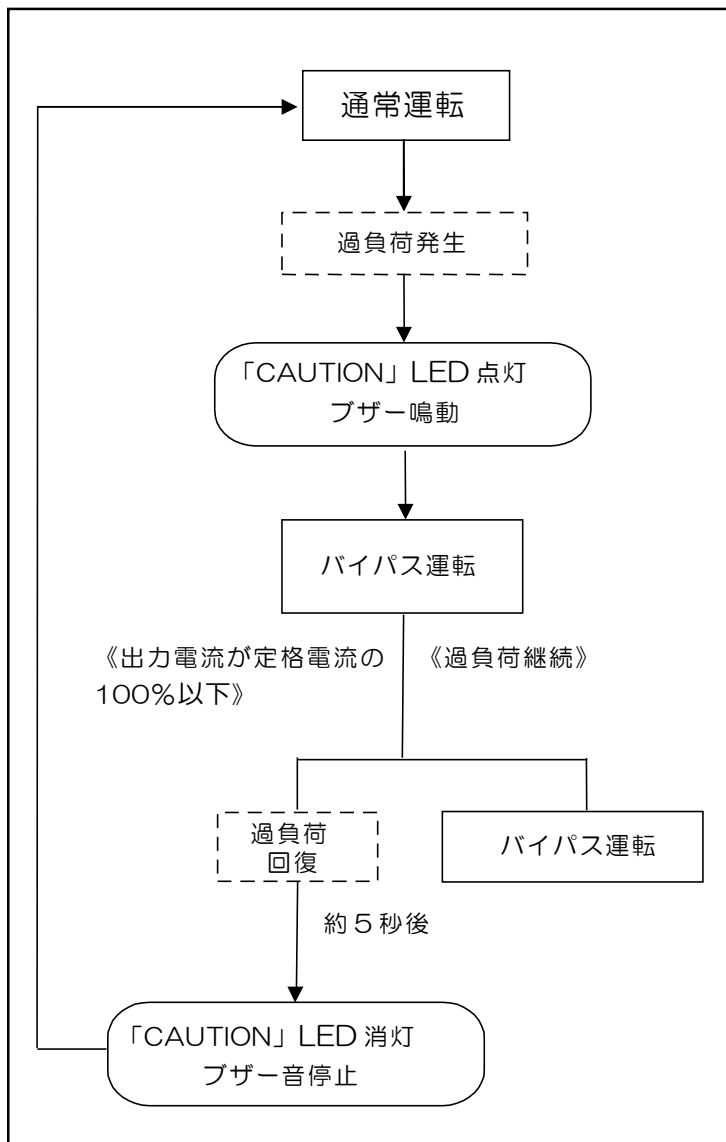 通常運転
過負荷発生
「CAUTION」LED 点灯
ブザー鳴動
バイパス運転
《出力電流が定格電流の
100%以下》
《過負荷継続》
過負荷
回復
バイパス運転
約5秒後
「CAUTION」LED 消灯
ブザー音停止